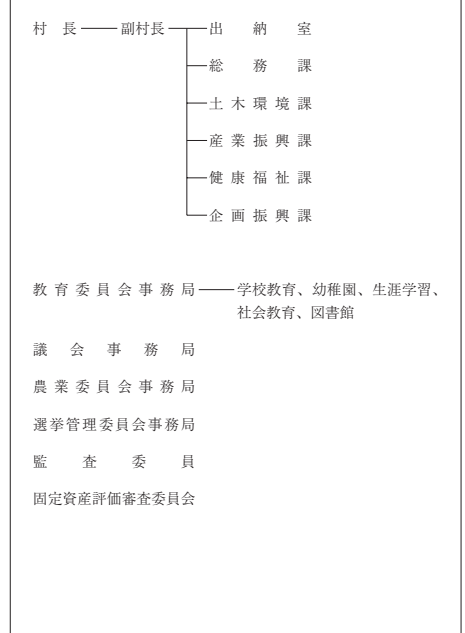 村長 副村長 出納室
総務課
土木環境課
産業振興課
健康福祉課
企画振興課
教育委員会事務局 学校教育、幼稚園、生涯学習、
社会教育、図書館
議会事務局
農業委員会事務局
選挙管理委員会事務局
監査委員
固定資産評価審査委員会